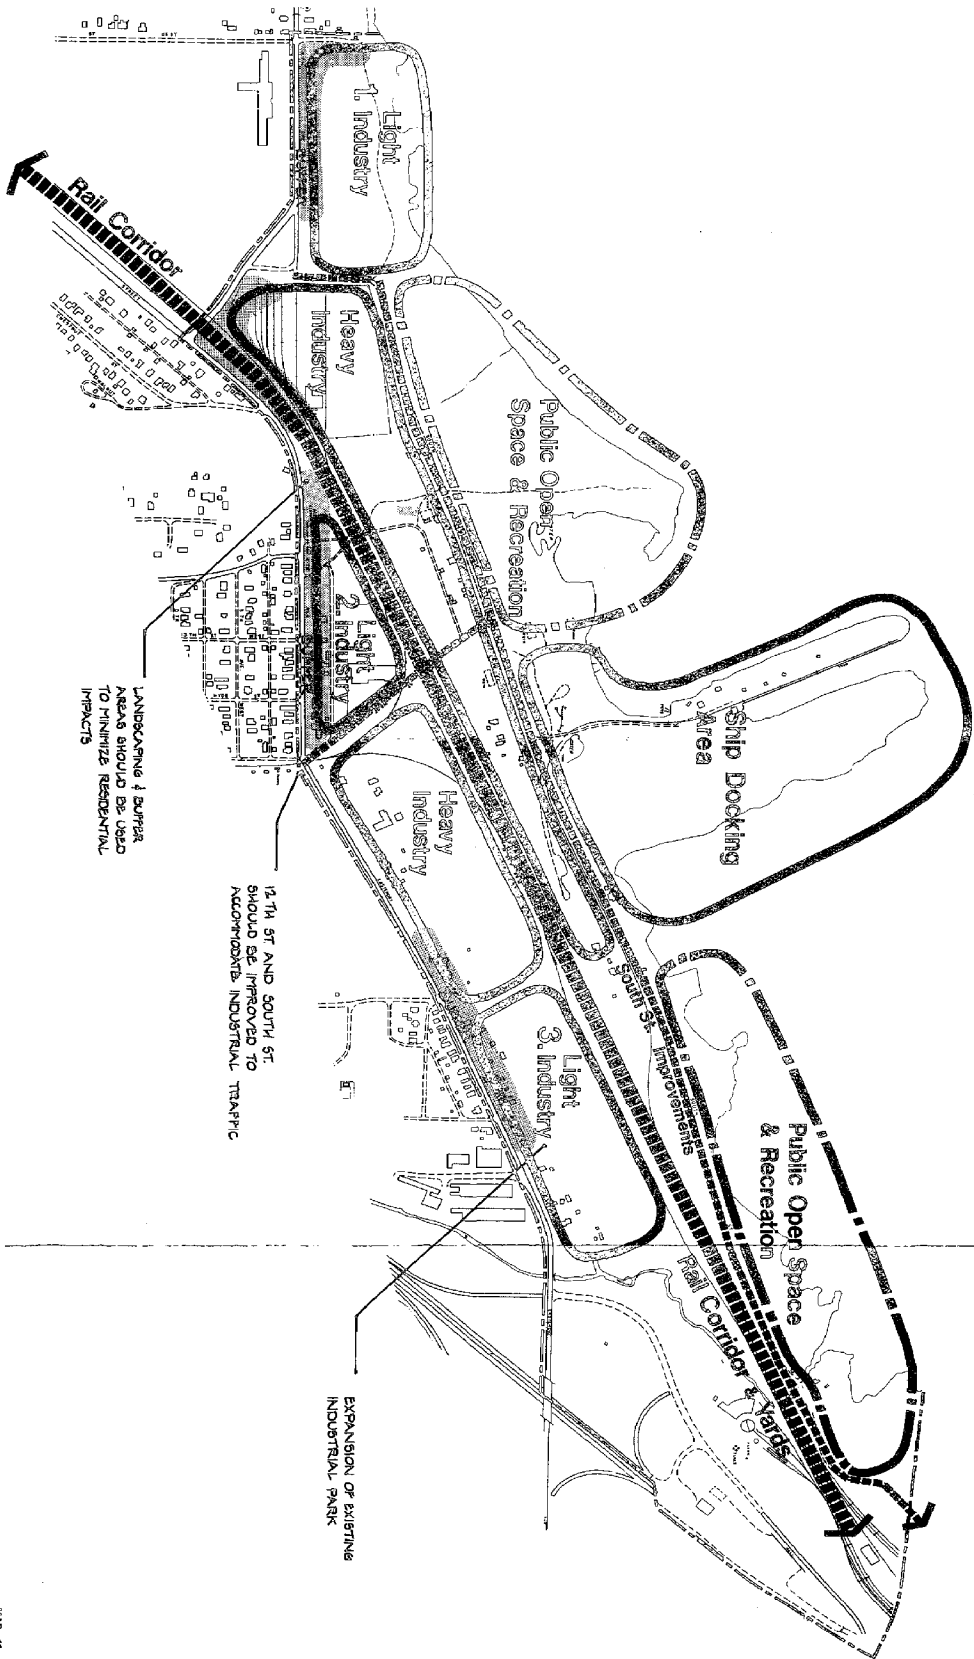 Light
1. Industry
Rail Corridor
Heavy
Industry
Public Open
Space & Recreation
2. Light
Industry
Ship Docking
Area
Heavy
Industry
South St. Improvements
Light
3. Industry
Public Open Space
& Recreation
Rail Corridor & Yards
LANDSCAPING & BUFFER
AREAS SHOULD BE USED
TO MINIMIZE RESIDENTIAL
IMPACTS
12 TH ST. AND SOUTH ST.
SHOULD BE IMPROVED TO
ACCOMMODATE INDUSTRIAL TRAFFIC
EXPANSION OF EXISTING
INDUSTRIAL PARK